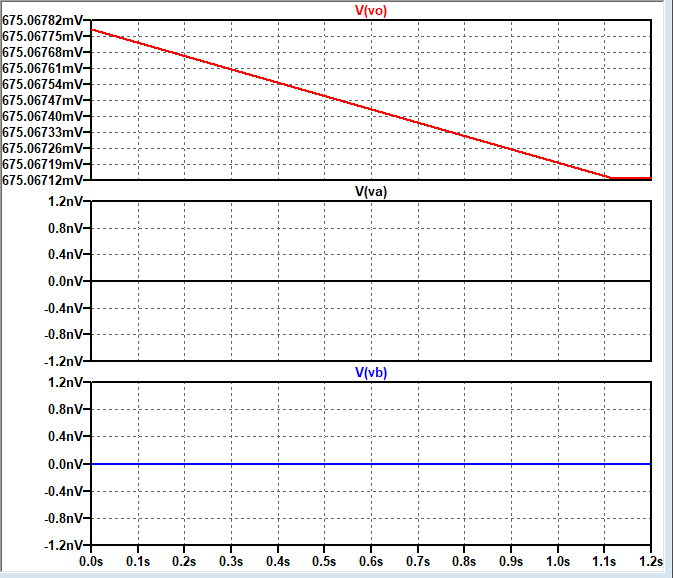 V(vo)
675.06782mV
675.06775mV
675.06768mV
675.06761mV
675.06754mV
675.06747mV
675.06740mV
675.06733mV
675.06726mV
675.06719mV
675.06712mV
V(va)
1.2nV
0.8nV
0.4nV
0.0nV
-0.4nV
-0.8nV
-1.2nV
V(vb)
1.2nV
0.8nV
0.4nV
0.0nV
-0.4nV
-0.8nV
-1.2nV
0.0s 0.1s 0.2s 0.3s 0.4s 0.5s 0.6s 0.7s 0.8s 0.9s 1.0s 1.1s 1.2s